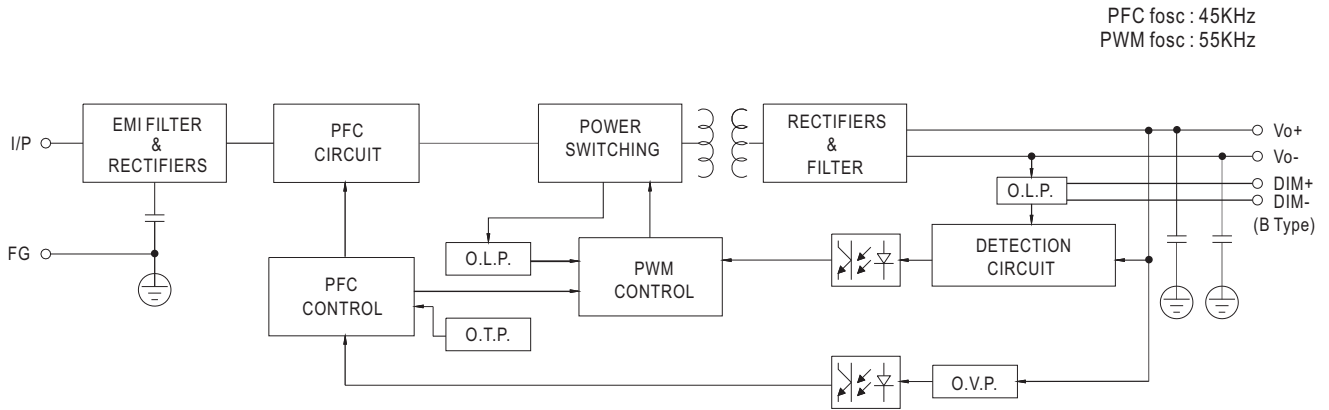 PFC fosc : 45KHz
PWM fosc : 55KHz
I/P
EMI FILTER
&
RECTIFIERS
PFC
CIRCUIT
POWER
SWITCHING
RECTIFIERS
&
FILTER
Vo+
Vo-
DIM+
DIM-
(B Type)
O.L.P.
FG
O.L.P.
PWM
CONTROL
DETECTION
CIRCUIT
PFC
CONTROL
O.T.P.
O.V.P.